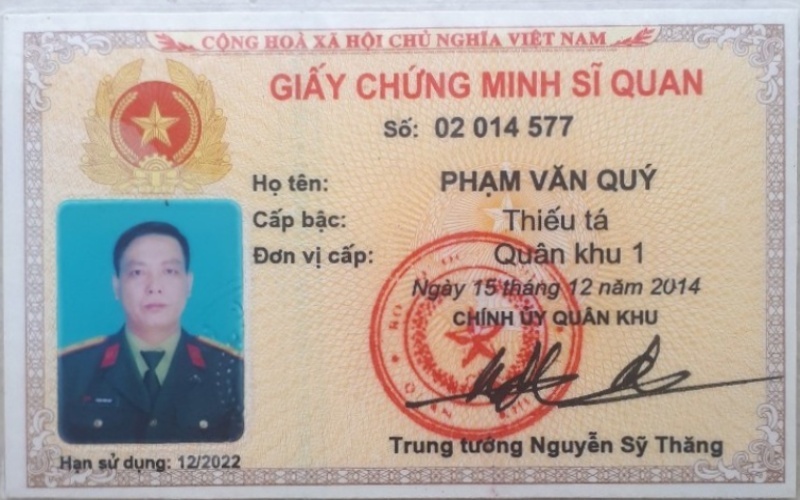 CỘNG HOÀ XÃ HỘI CHỦ NGHĨA VIỆT NAM
GIẤY CHỨNG MINH SĨ QUAN
Số: 02 014 577
Họ tên: PHẠM VĂN QUÝ
Cấp bậc: Thiếu tá
Đơn vị cấp: Quân khu 1
Ngày 15 tháng 12 năm 2014
CHÍNH ỦY QUÂN KHU
Trung tướng Nguyễn Sỹ Thăng
Hạn sử dụng: 12/2022